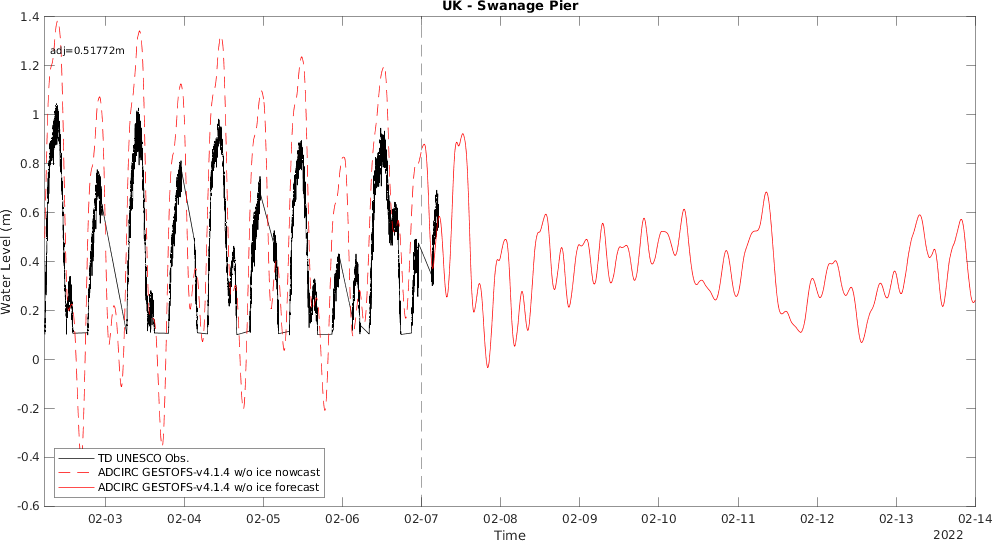 UK - Swanage Pier
adj=0.51772m
1.4
1.2
1
0.8
0.6
0.4
0.2
0
-0.2
-0.4
-0.6
Water Level (m)
TD UNESCO Obs.
ADCIRC GESTOFS-v4.1.4 w/o ice nowcast
ADCIRC GESTOFS-v4.1.4 w/o ice forecast
02-03 02-04 02-05 02-06 02-07 02-08 02-09 02-10 02-11 02-12 02-13 02-14
Time
2022